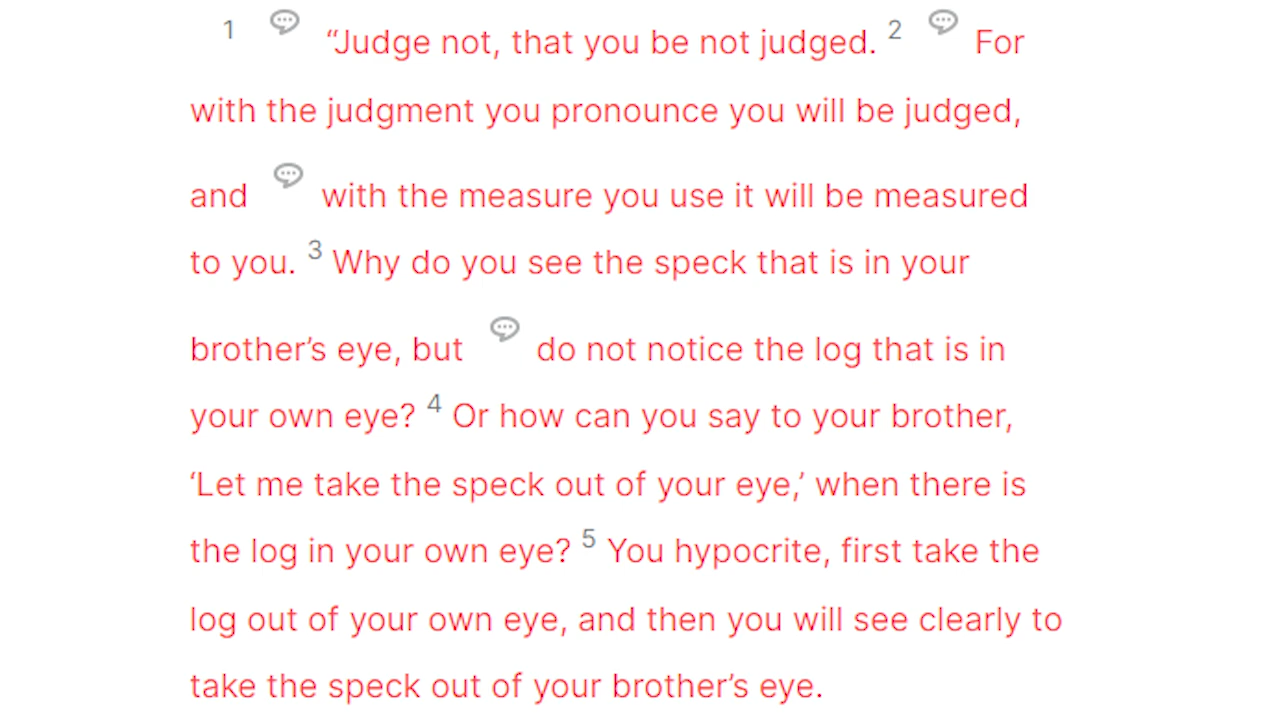 1 “Judge not, that you be not judged. 2 For
with the judgment you pronounce you will be judged,
and with the measure you use it will be measured
to you. 3 Why do you see the speck that is in your
brother’s eye, but do not notice the log that is in
your own eye? 4 Or how can you say to your brother,
‘Let me take the speck out of your eye,’ when there is
the log in your own eye? 5 You hypocrite, first take the
log out of your own eye, and then you will see clearly to
take the speck out of your brother’s eye.